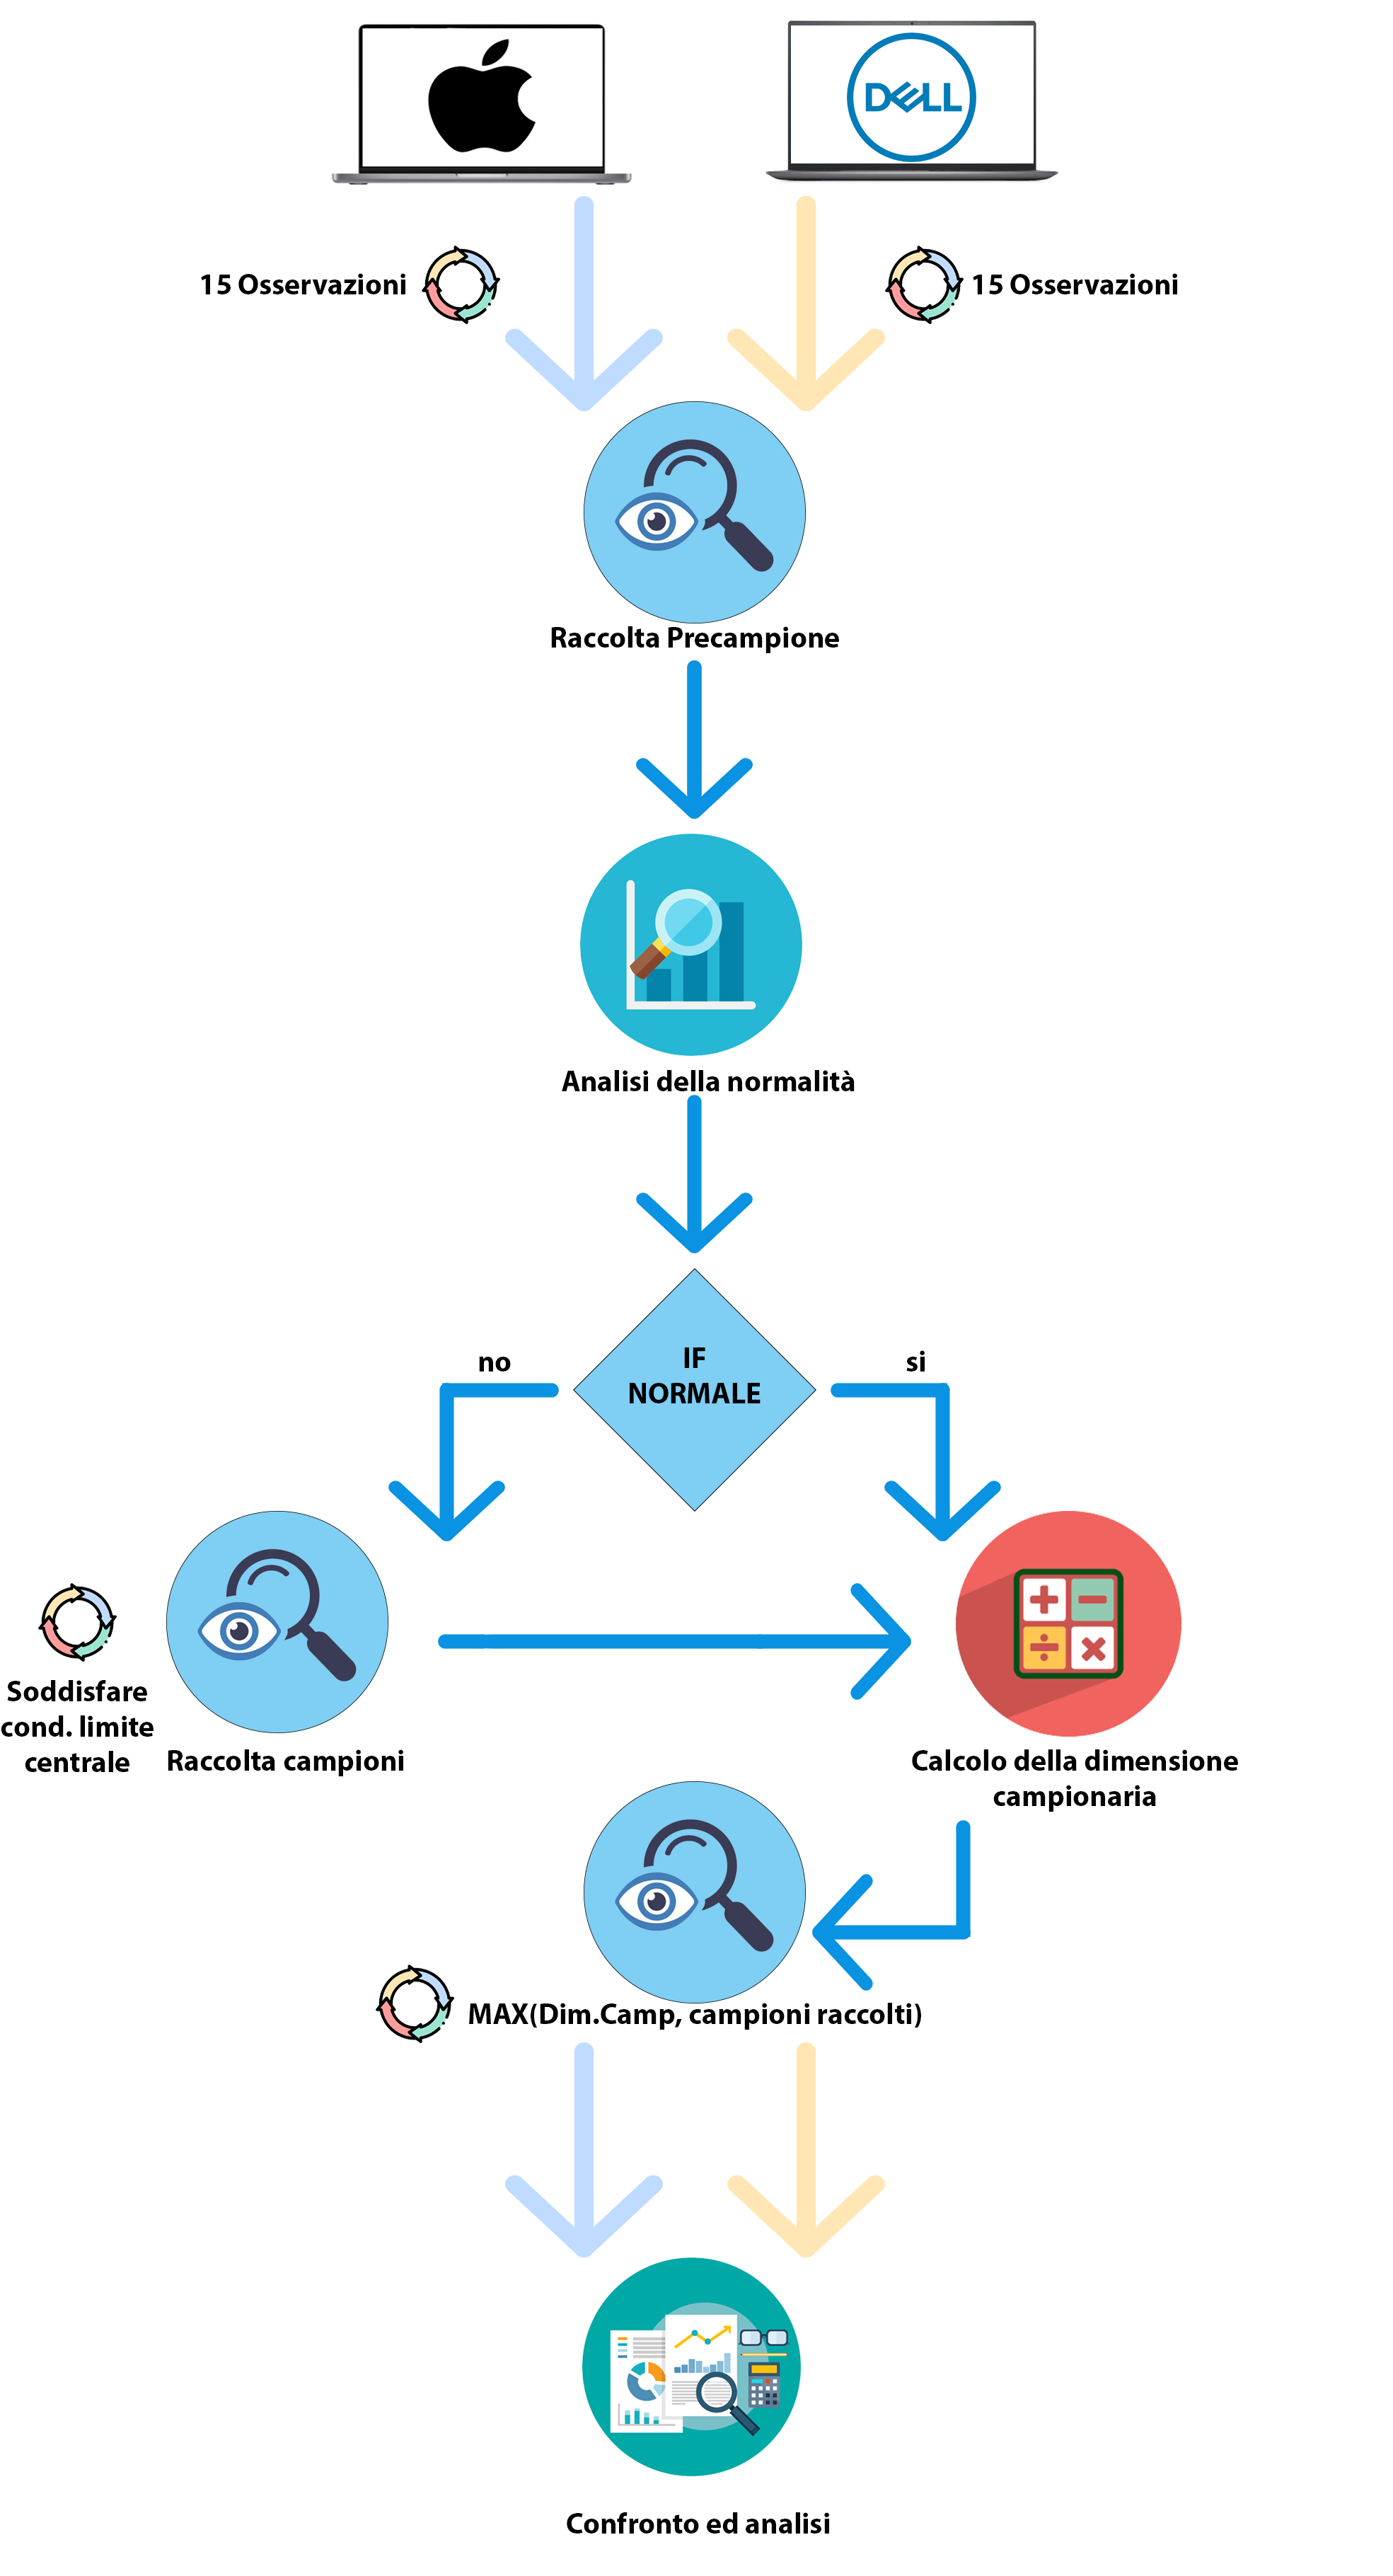 DELL
15 Osservazioni
15 Osservazioni
Raccolta Precampione
Analisi della normalità
IF
NORMALE
no
si
Soddisfare
cond. limite
centrale
Raccolta campioni
Calcolo della dimensione
campionaria
MAX(Dim.Camp, campioni raccolti)
Confronto ed analisi